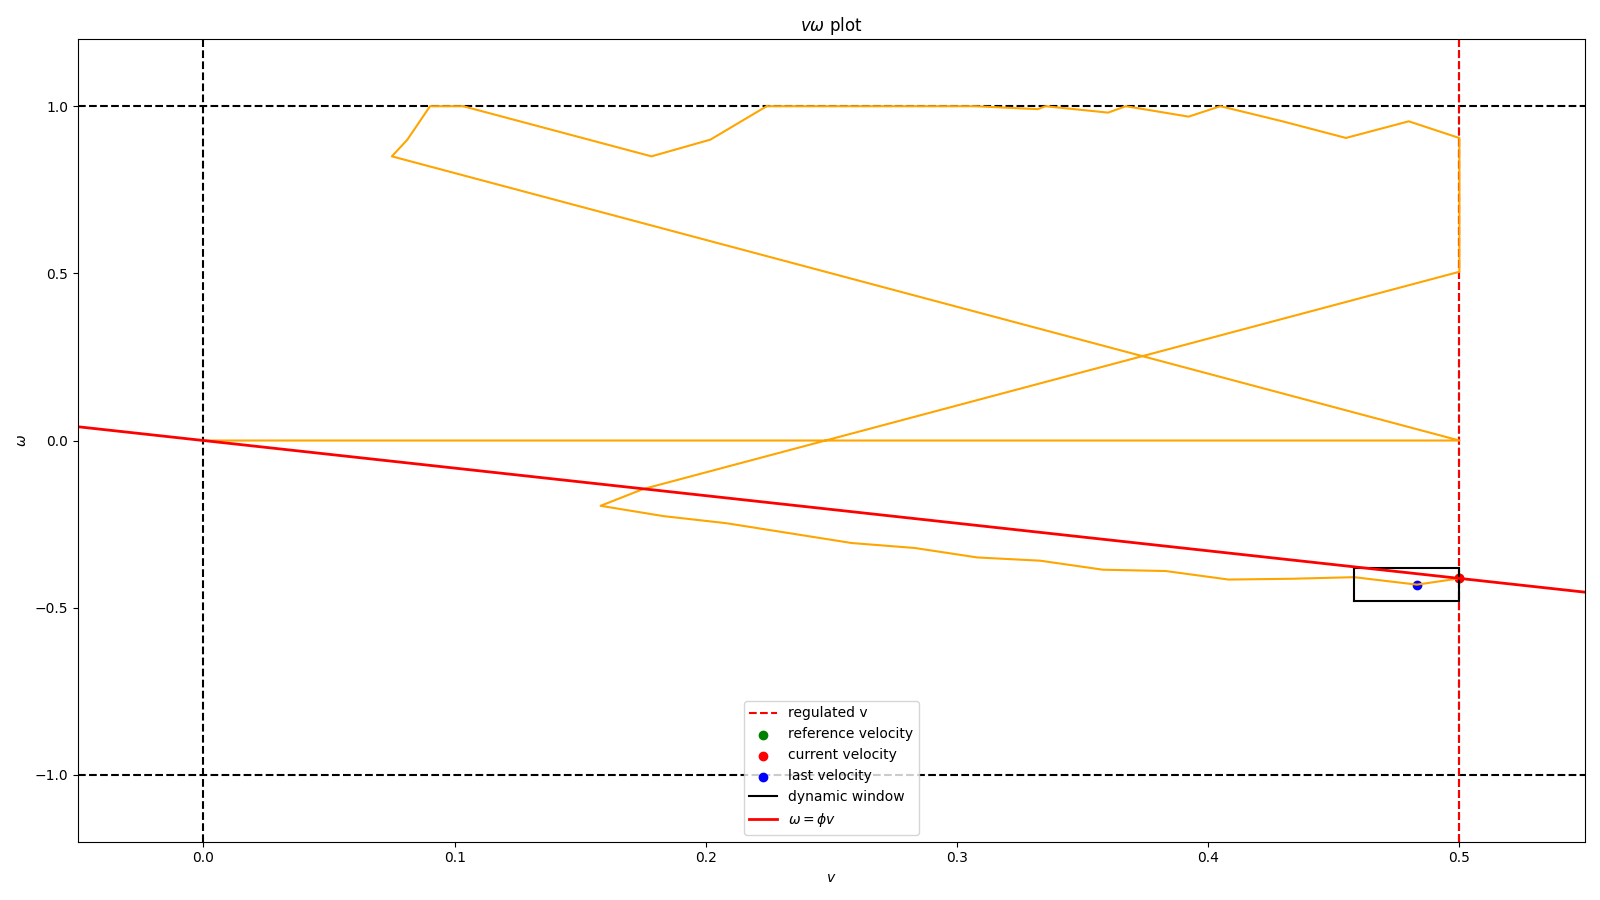 vω plot
1.0
0.5
0.0
−0.5
−1.0
ω
regulated v
reference velocity
current velocity
last velocity
dynamic window
ω = ϕv
0.0 0.1 0.2 0.3 0.4 0.5
v